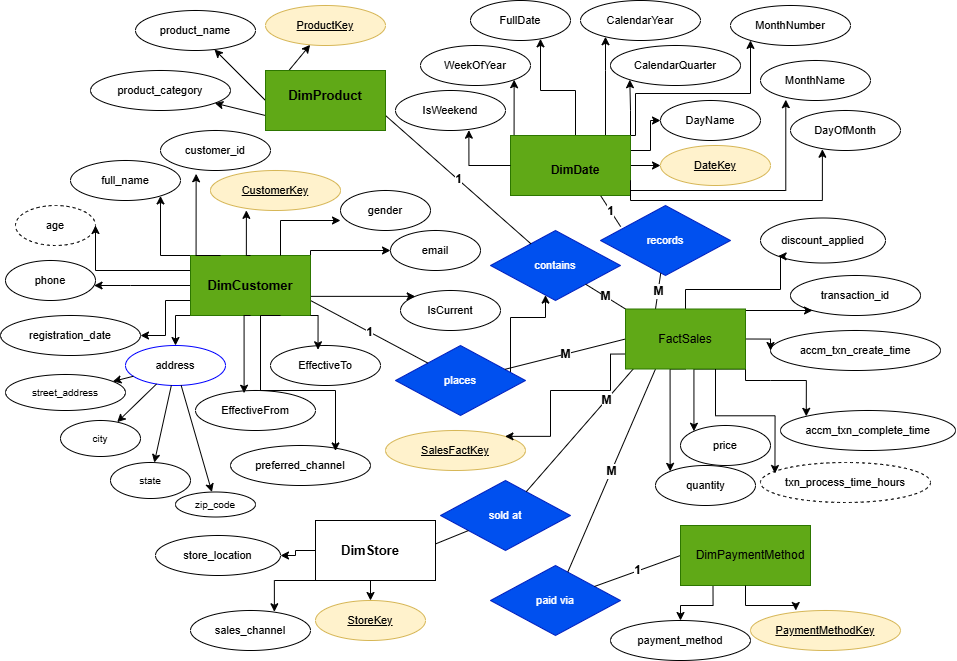 FullDate
CalendarYear
product_name
ProductKey
MonthNumber
WeekOfYear
CalendarQuarter
product_category
DimProduct
MonthName
IsWeekend
DayName
DayOfMonth
customer_id
DimDate
DateKey
full_name
1
CustomerKey
gender
1
age
records
discount_applied
email
contains
phone
DimCustomer
M
M
transaction_id
IsCurrent
registration_date
1
FactSales
accm_txn_create_time
M
address
EffectiveTo
places
street_address
M
EffectiveFrom
accm_txn_complete_time
city
price
SalesFactKey
preferred_channel
M
state
quantity
txn_process_time_hours
zip_code
sold at
DimStore
store_location
DimPaymentMethod
1
paid via
StoreKey
sales_channel
PaymentMethodKey
payment_method